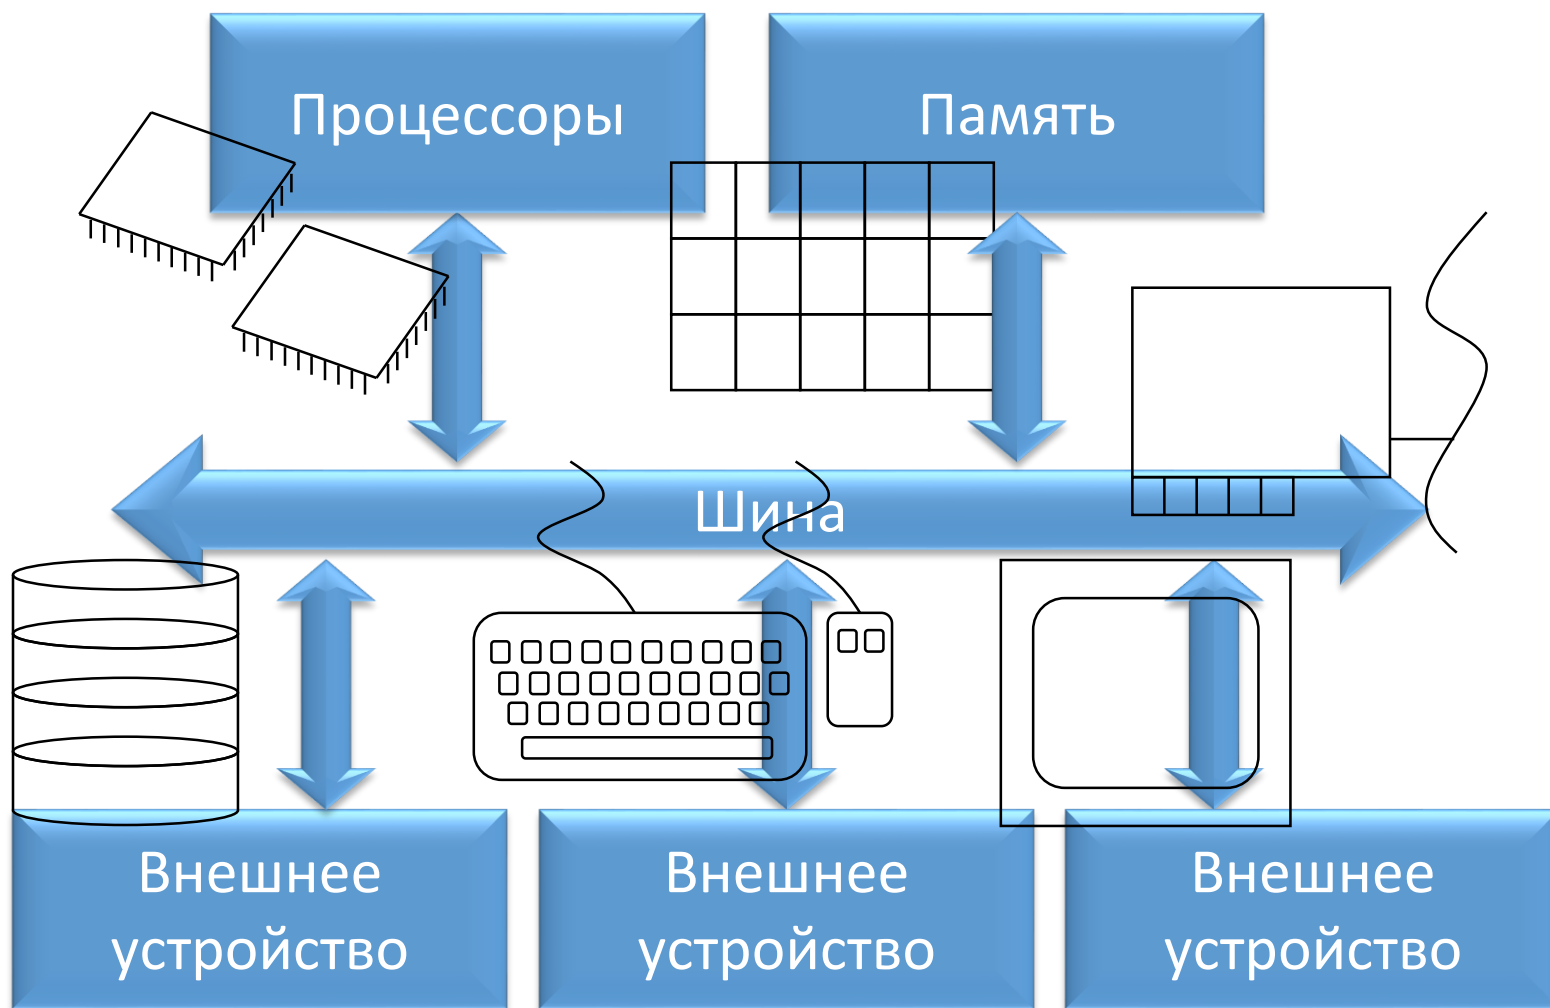 Процессоры
Память
Шина
Внешнее
устройство
Внешнее
устройство
Внешнее
устройство